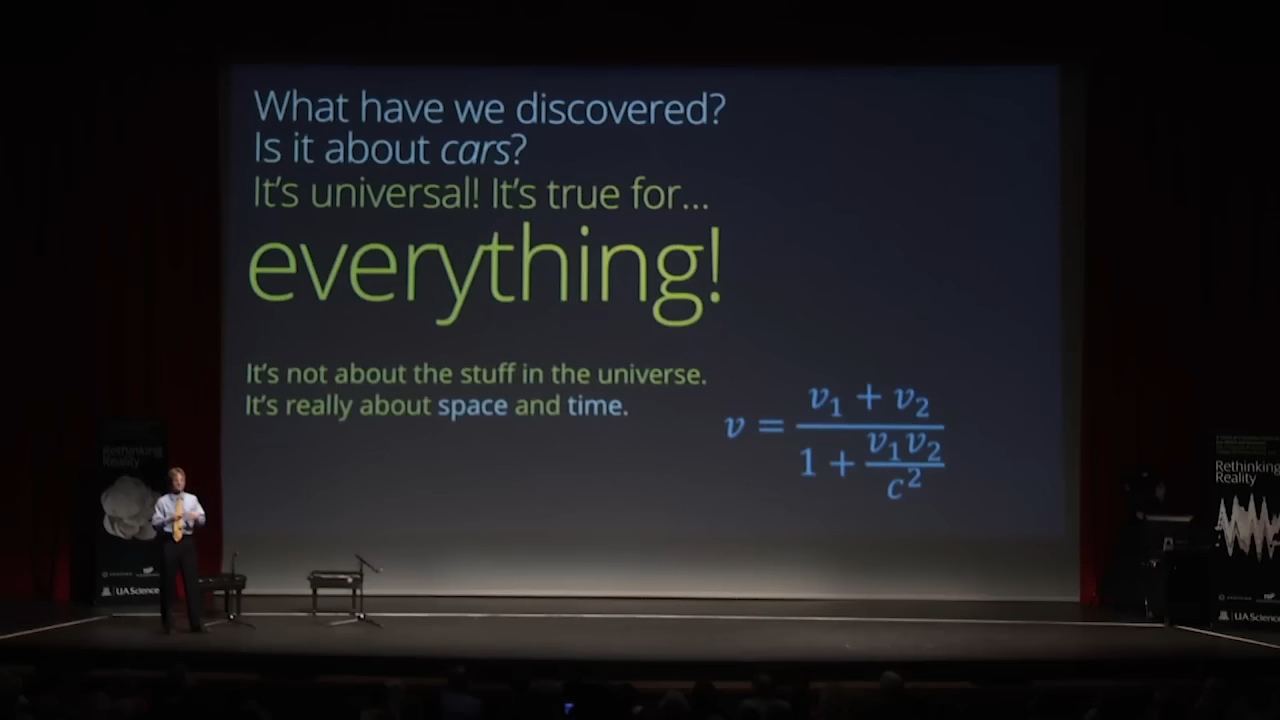 What have we discovered?
Is it about cars?
It's universal! It's true for...
everything!
It's not about the stuff in the universe.
It's really about space and time.
v = (v₁ + v₂) / (1 + v₁v₂/c²)
Rethinking
Reality
UA Science
Rethinking
Reality
UA Science